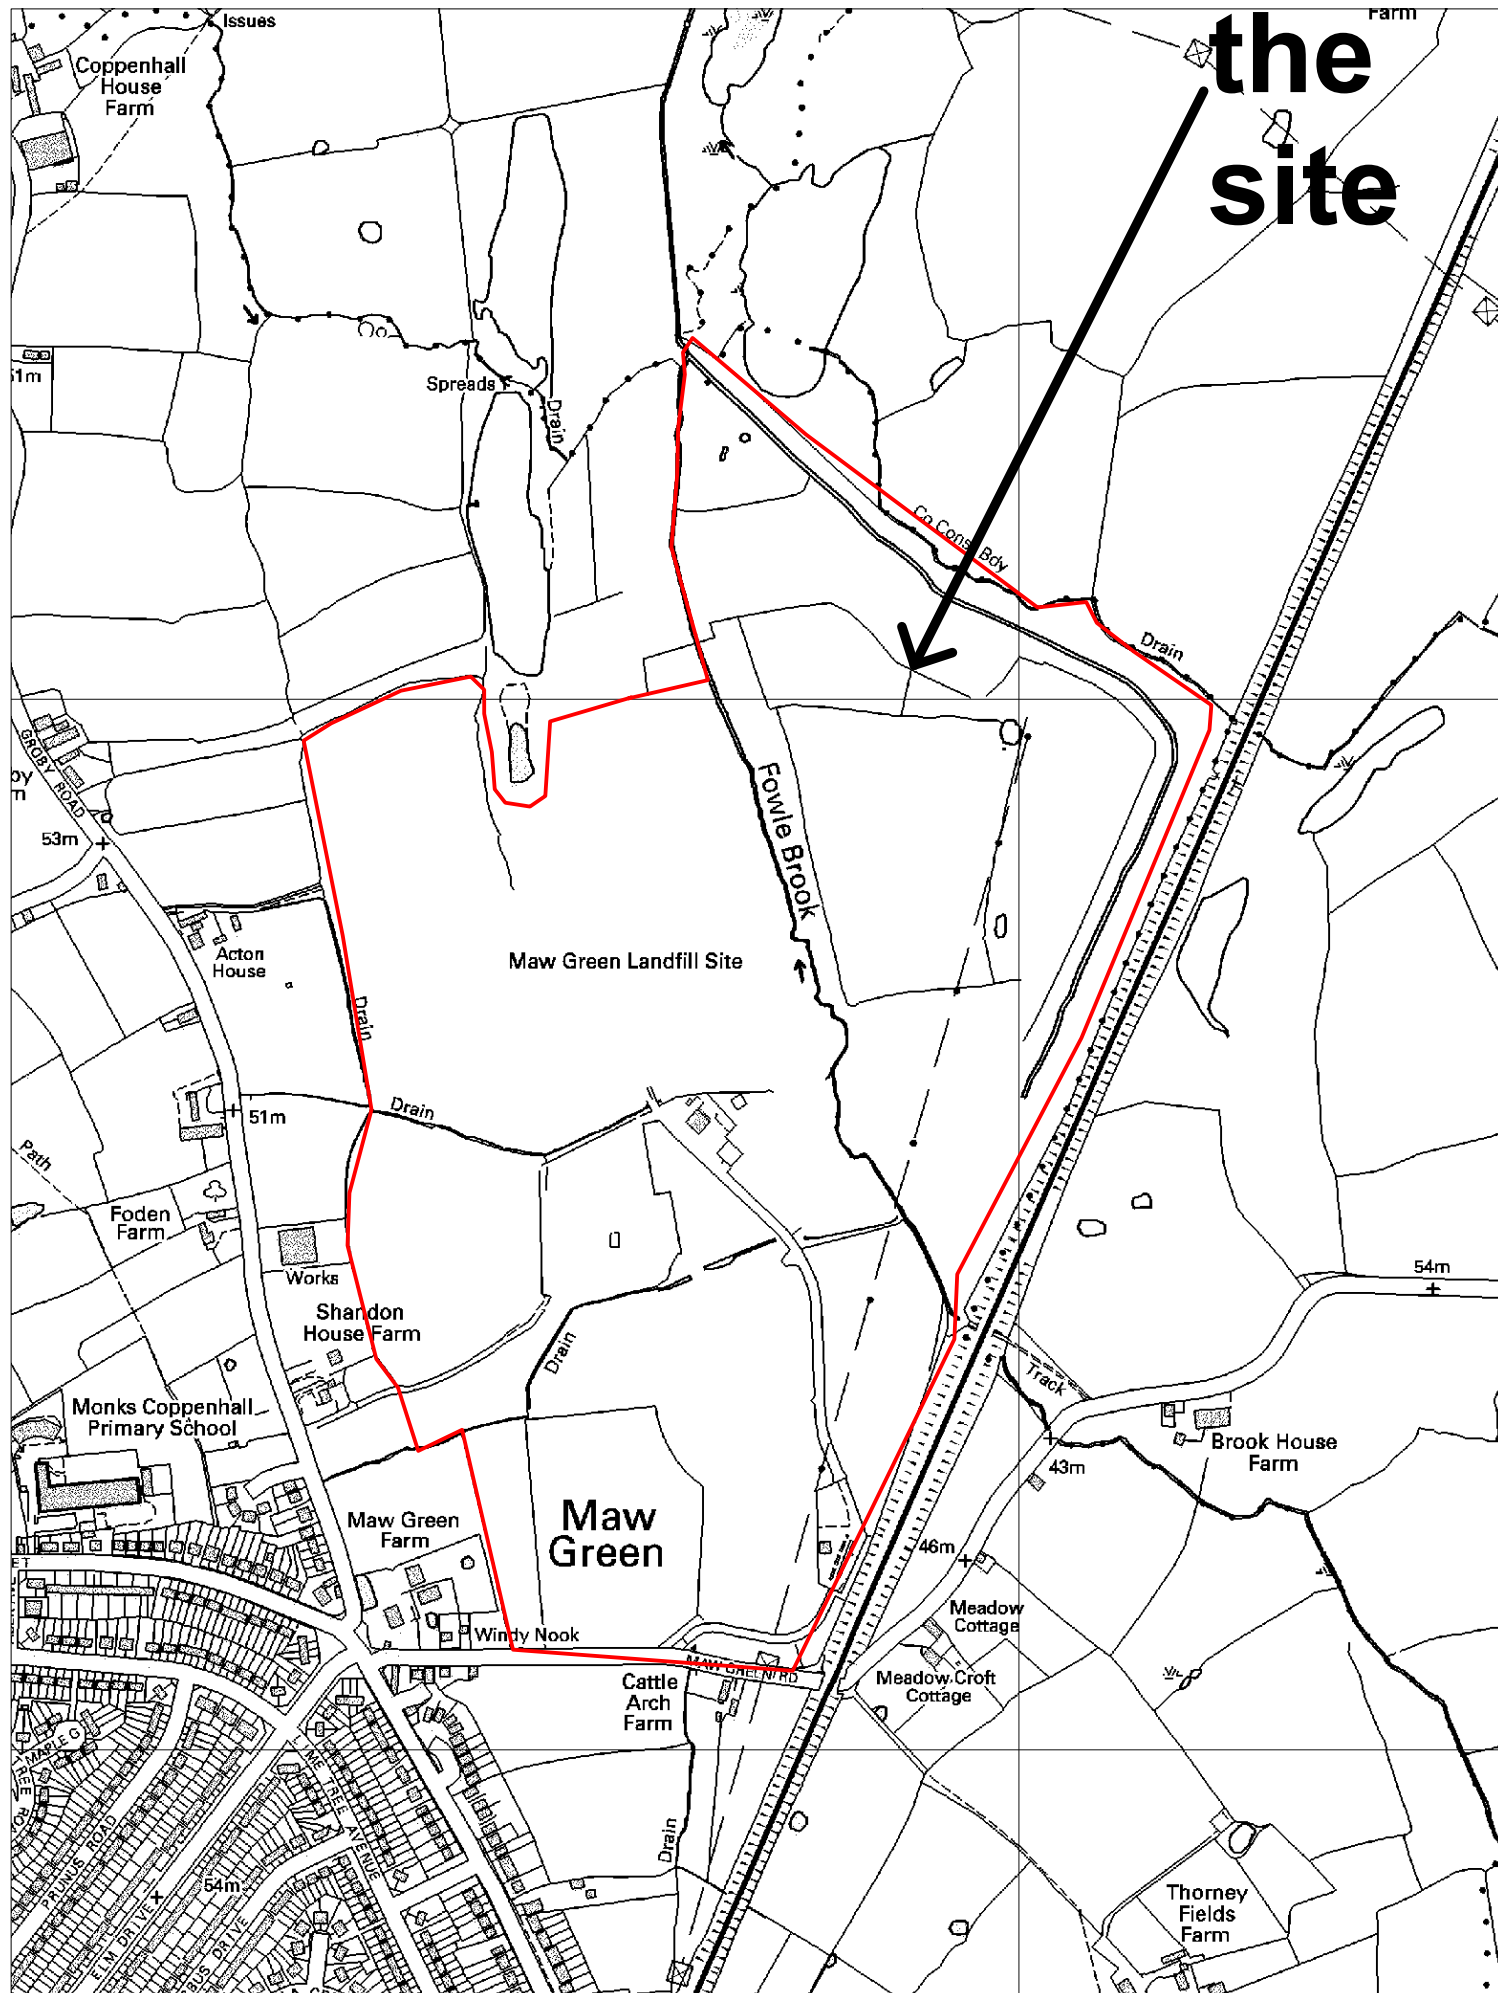 Issues
Farm
the
site
Coppenhall
House
Farm
Spreads
Drain
Co Const Bdy
Drain
GROBY ROAD
53m
Fowle Brook
Acton
House
Maw Green Landfill Site
Drain
Drain
51m
Path
Foden
Farm
Works
Shandon
House Farm
54m
Drain
Track
Monks Coppenhall
Primary School
Brook House
Farm
43m
Maw Green
Farm
Maw
Green
46m
Meadow
Cottage
Windy Nook
MAW GREEN RD
Cattle
Arch
Farm
Meadow Croft
Cottage
Drain
PRUNUS ROAD
ELM DRIVE
54m
Thorney
Fields
Farm